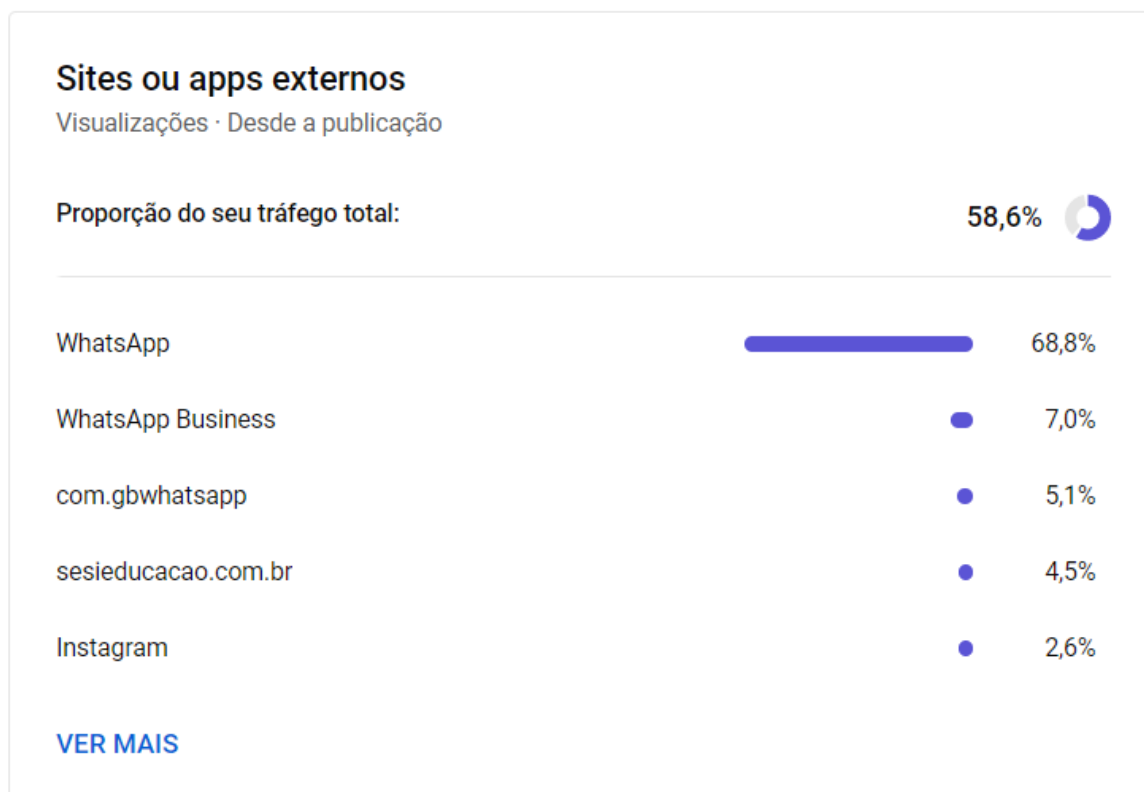 Sites ou apps externos
Visualizações · Desde a publicação
Proporção do seu tráfego total: 58,6%
WhatsApp 68,8%
WhatsApp Business 7,0%
com.gbwhatsapp 5,1%
sesieducacao.com.br 4,5%
Instagram 2,6%
VER MAIS